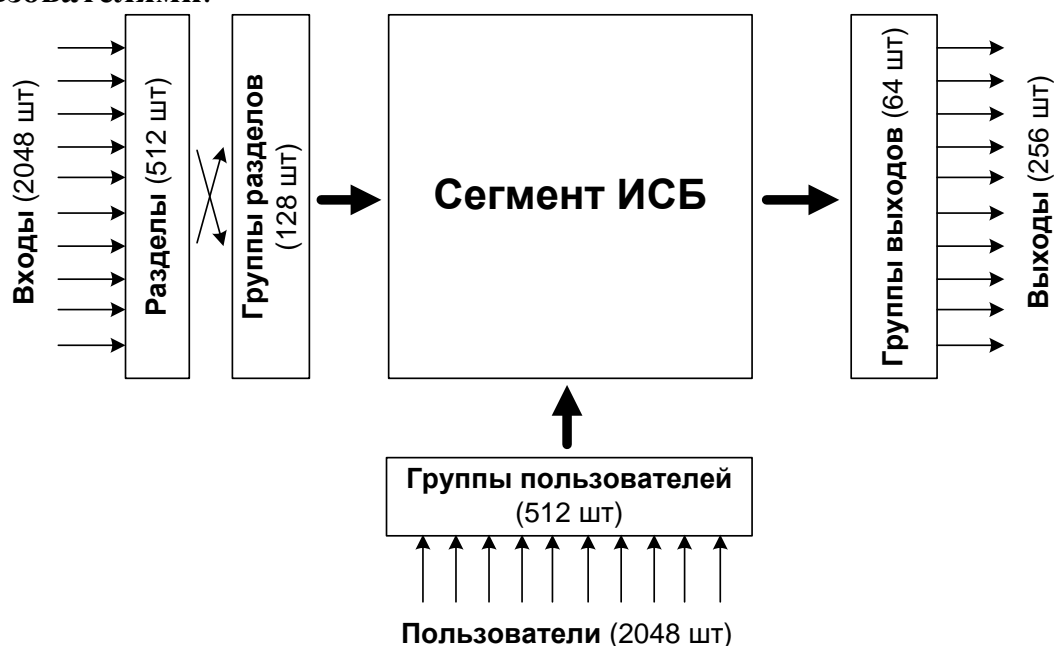 Входы (2048 шт)
Разделы (512 шт)
Группы разделов
(128 шт)
Сегмент ИСБ
Группы выходов (64 шт)
Выходы (256 шт)
Группы пользователей
(512 шт)
Пользователи (2048 шт)